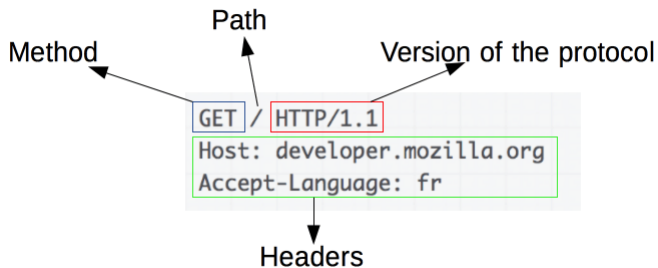 Path
Method
Version of the protocol
GET / HTTP/1.1
Host: developer.mozilla.org
Accept-Language: fr
Headers